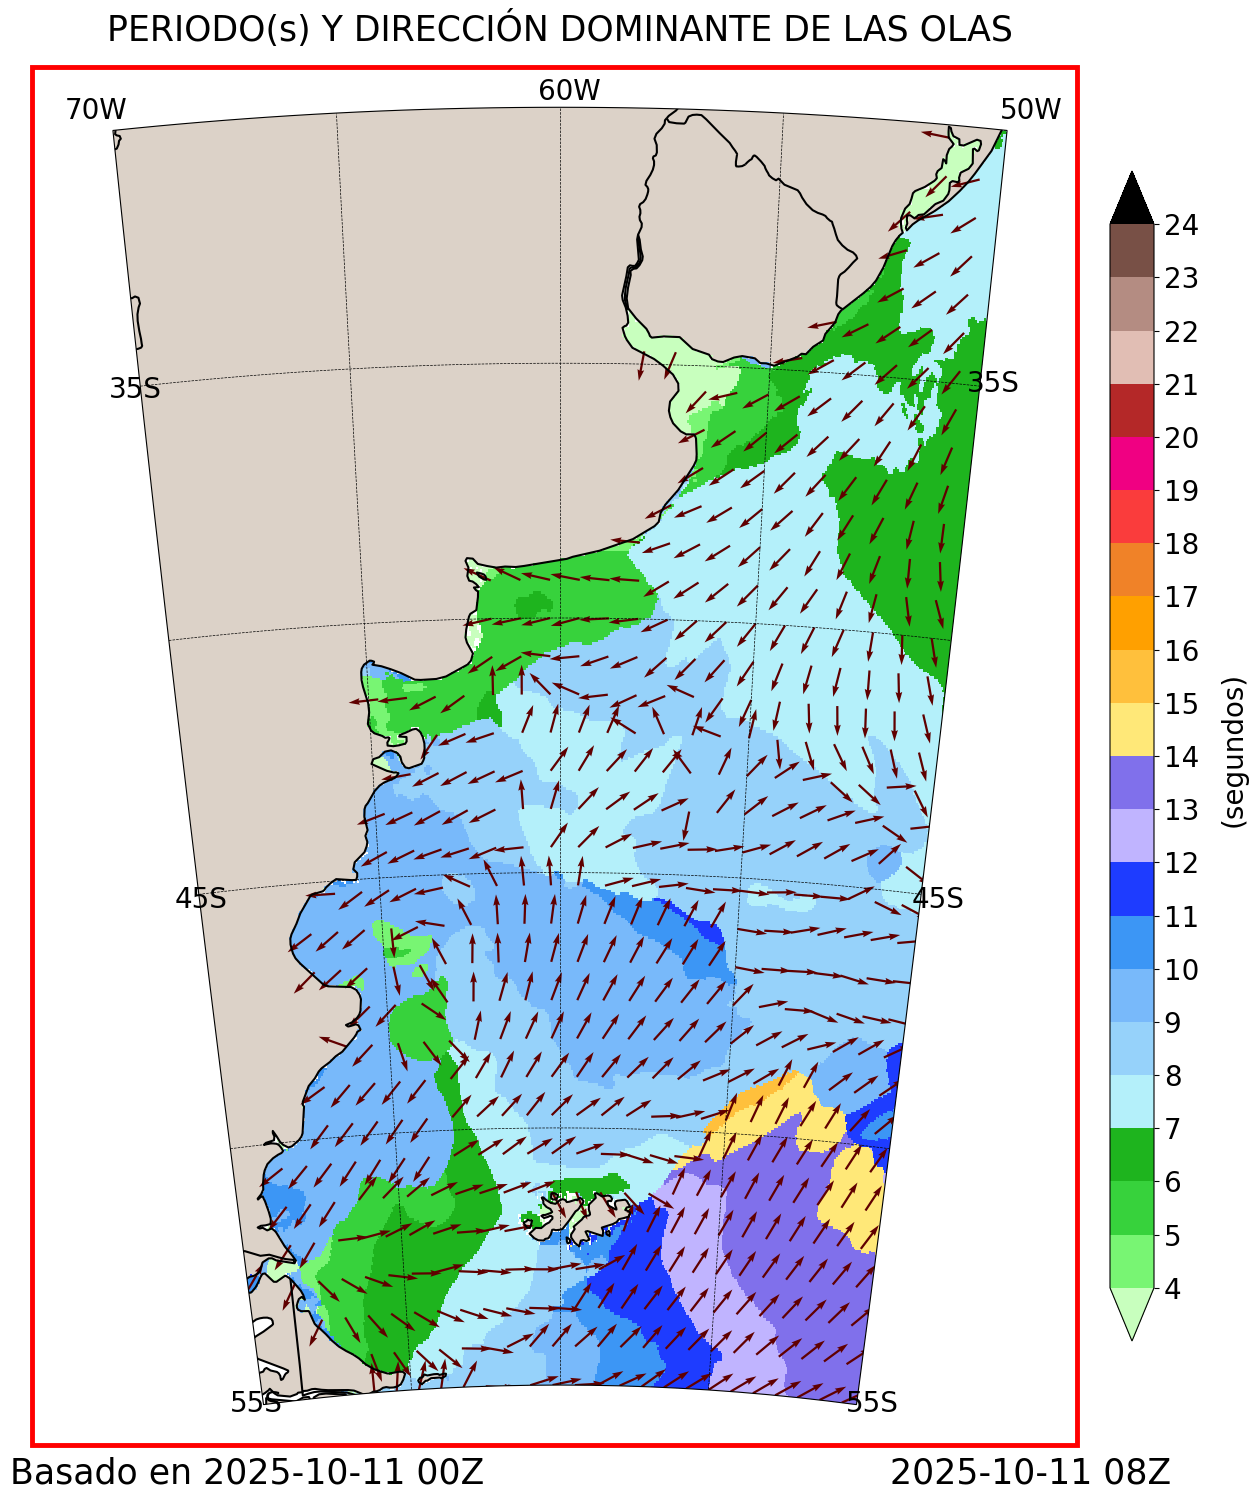 PERIODO(s) Y DIRECCIÓN DOMINANTE DE LAS OLAS
70W
60W
50W
35S
35S
45S
45S
55S
55S
24
23
22
21
20
19
18
17
16
15
14
13
12
11
10
9
8
7
6
5
4
(segundos)
Basado en 2025-10-11 00Z
2025-10-11 08Z